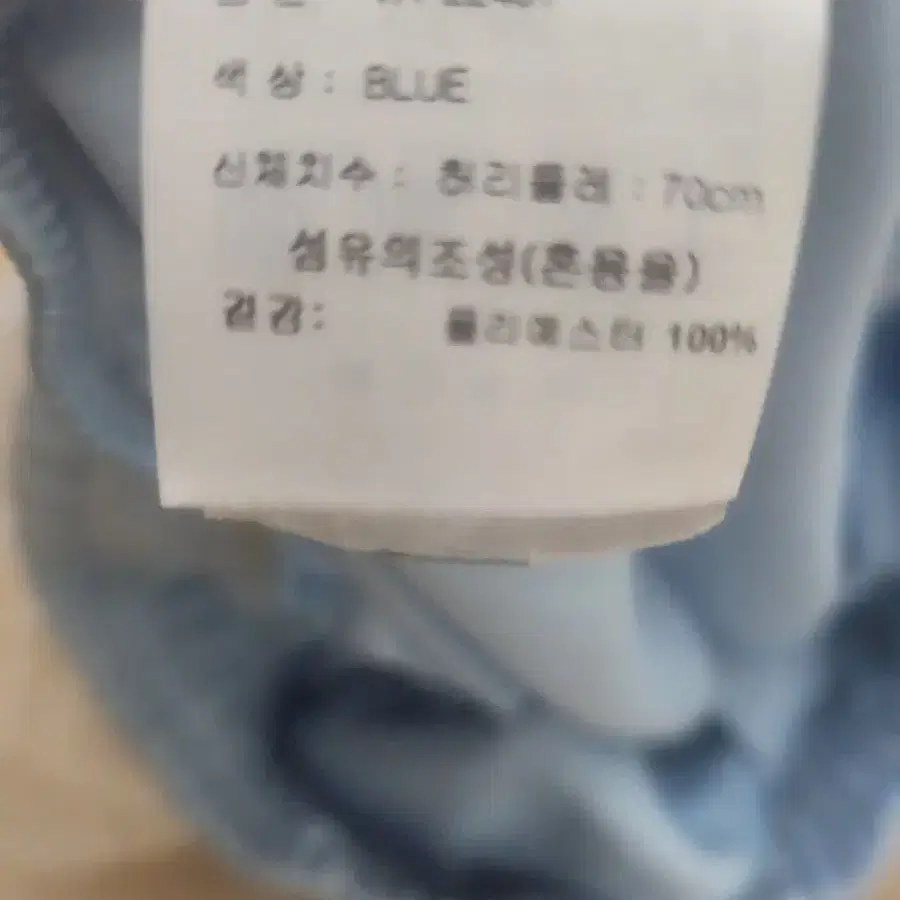 색 상 : BLUE
신체치수 : 허리둘레 : 70cm
섬유의조성(혼용율)
겉감: 폴리에스터 100%